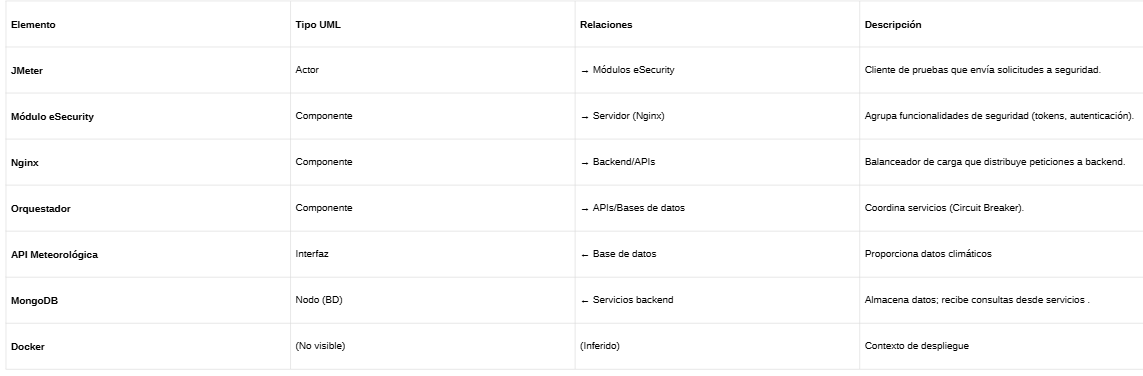 Elemento Tipo UML Relaciones Descripción
JMeter Actor → Módulos eSecurity Cliente de pruebas que envía solicitudes a seguridad.
Módulo eSecurity Componente → Servidor (Nginx) Agrupa funcionalidades de seguridad (tokens, autenticación).
Nginx Componente → Backend/APIs Balanceador de carga que distribuye peticiones a backend.
Orquestador Componente → APIs/Bases de datos Coordina servicios (Circuit Breaker).
API Meteorológica Interfaz ← Base de datos Proporciona datos climáticos
MongoDB Nodo (BD) ← Servicios backend Almacena datos; recibe consultas desde servicios .
Docker (No visible) (Inferido) Contexto de despliegue